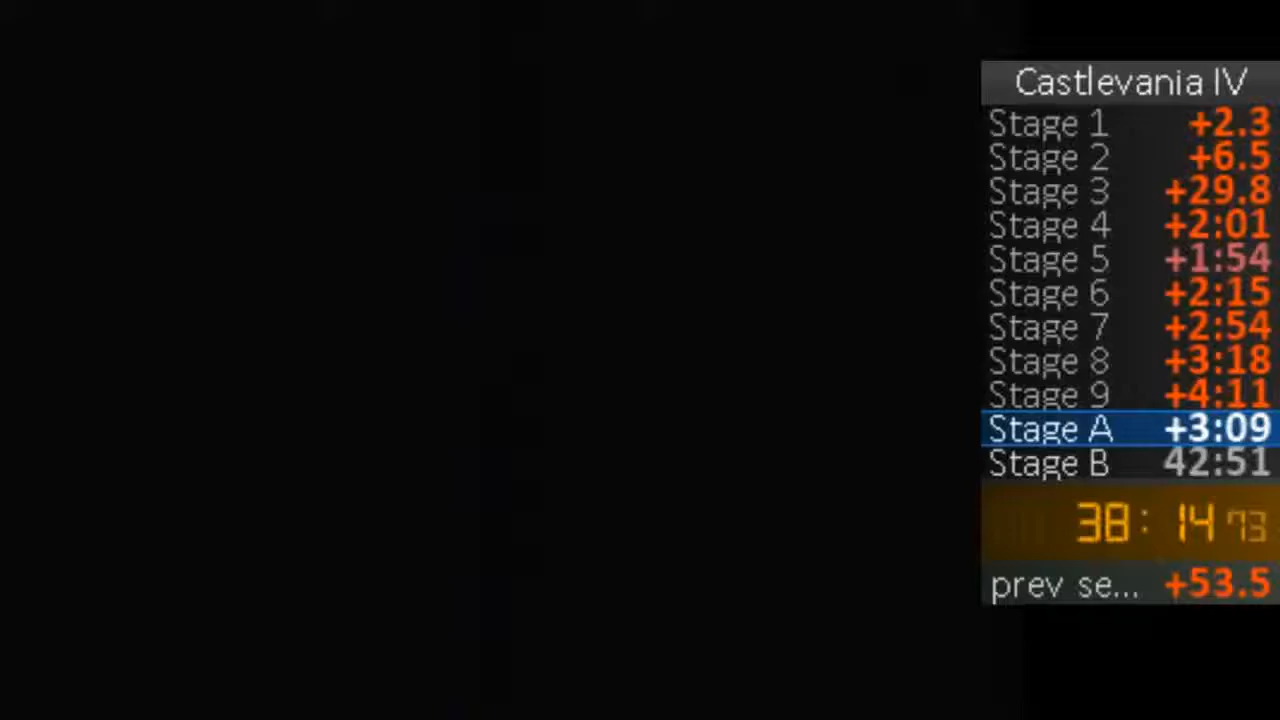 Castlevania IV
Stage 1 +2.3
Stage 2 +6.5
Stage 3 +29.8
Stage 4 +2:01
Stage 5 +1:54
Stage 6 +2:15
Stage 7 +2:54
Stage 8 +3:18
Stage 9 +4:11
Stage A +3:09
Stage B 42:51
38:14 73
prev se... +53.5